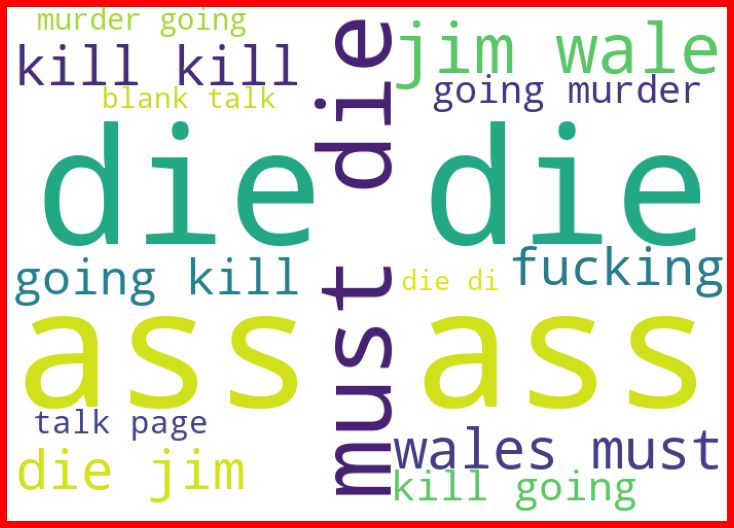 murder going
kill kill
blank talk
die die
going kill
ass ass
talk page
die jim
must die
jim wale
going murder
fucking
die di
wales must
kill going